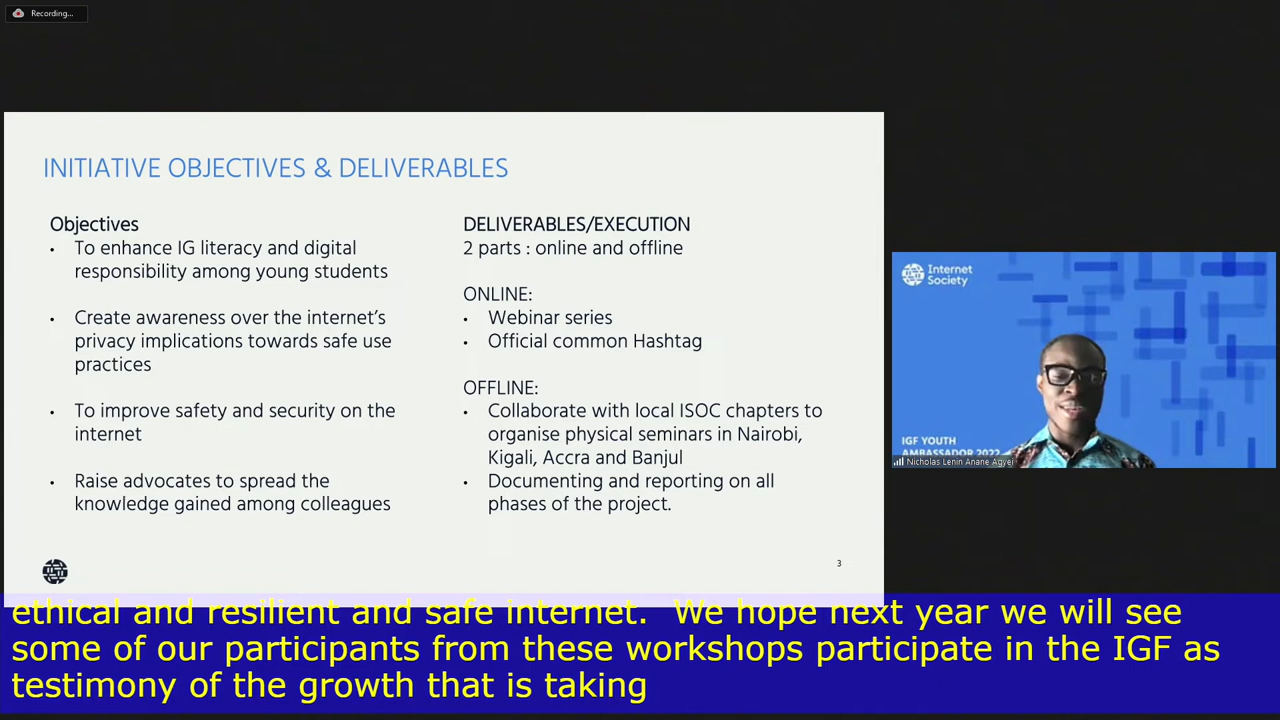 Recording...
INITIATIVE OBJECTIVES & DELIVERABLES
Objectives
• To enhance IG literacy and digital
responsibility among young students
• Create awareness over the internet's
privacy implications towards safe use
practices
• To improve safety and security on the
internet
• Raise advocates to spread the
knowledge gained among colleagues
DELIVERABLES/EXECUTION
2 parts : online and offline
ONLINE:
• Webinar series
• Official common Hashtag
OFFLINE:
• Collaborate with local ISOC chapters to
organise physical seminars in Nairobi,
Kigali, Accra and Banjul
• Documenting and reporting on all
phases of the project.
3
Internet
Society
IGF YOUTH
AMBASSADOR 2022
Nicholas Lenin Anane Agyei
ethical and resilient and safe internet.  We hope next year we will see
some of our participants from these workshops participate in the IGF as
testimony of the growth that is taking